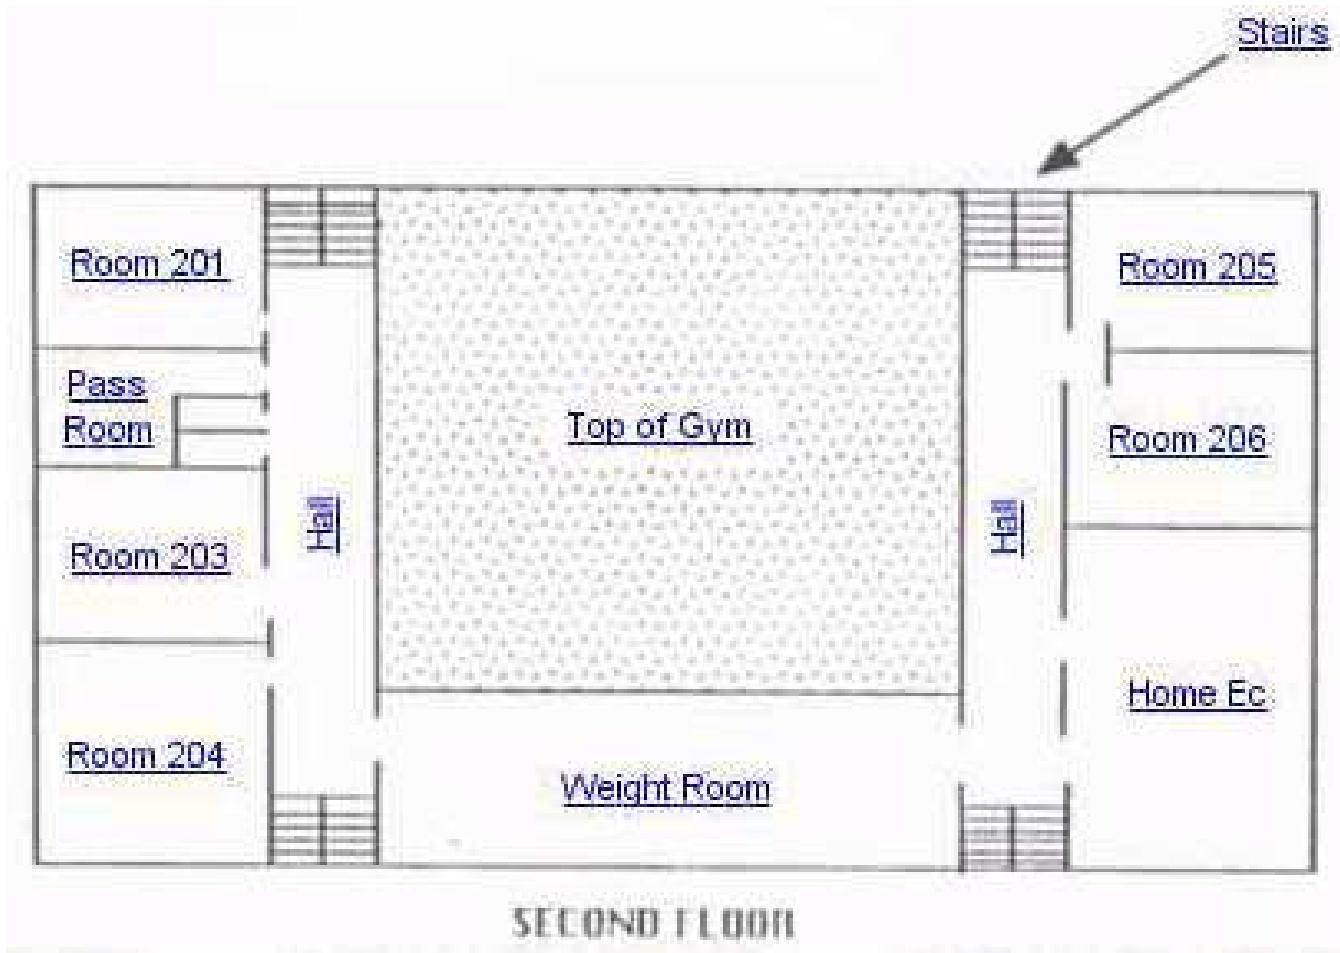 Stairs
Room 201
Room 205
Pass
Room
Top of Gym
Room 206
Hall
Hall
Room 203
Home Ec
Room 204
Weight Room
SECOND FLOOR